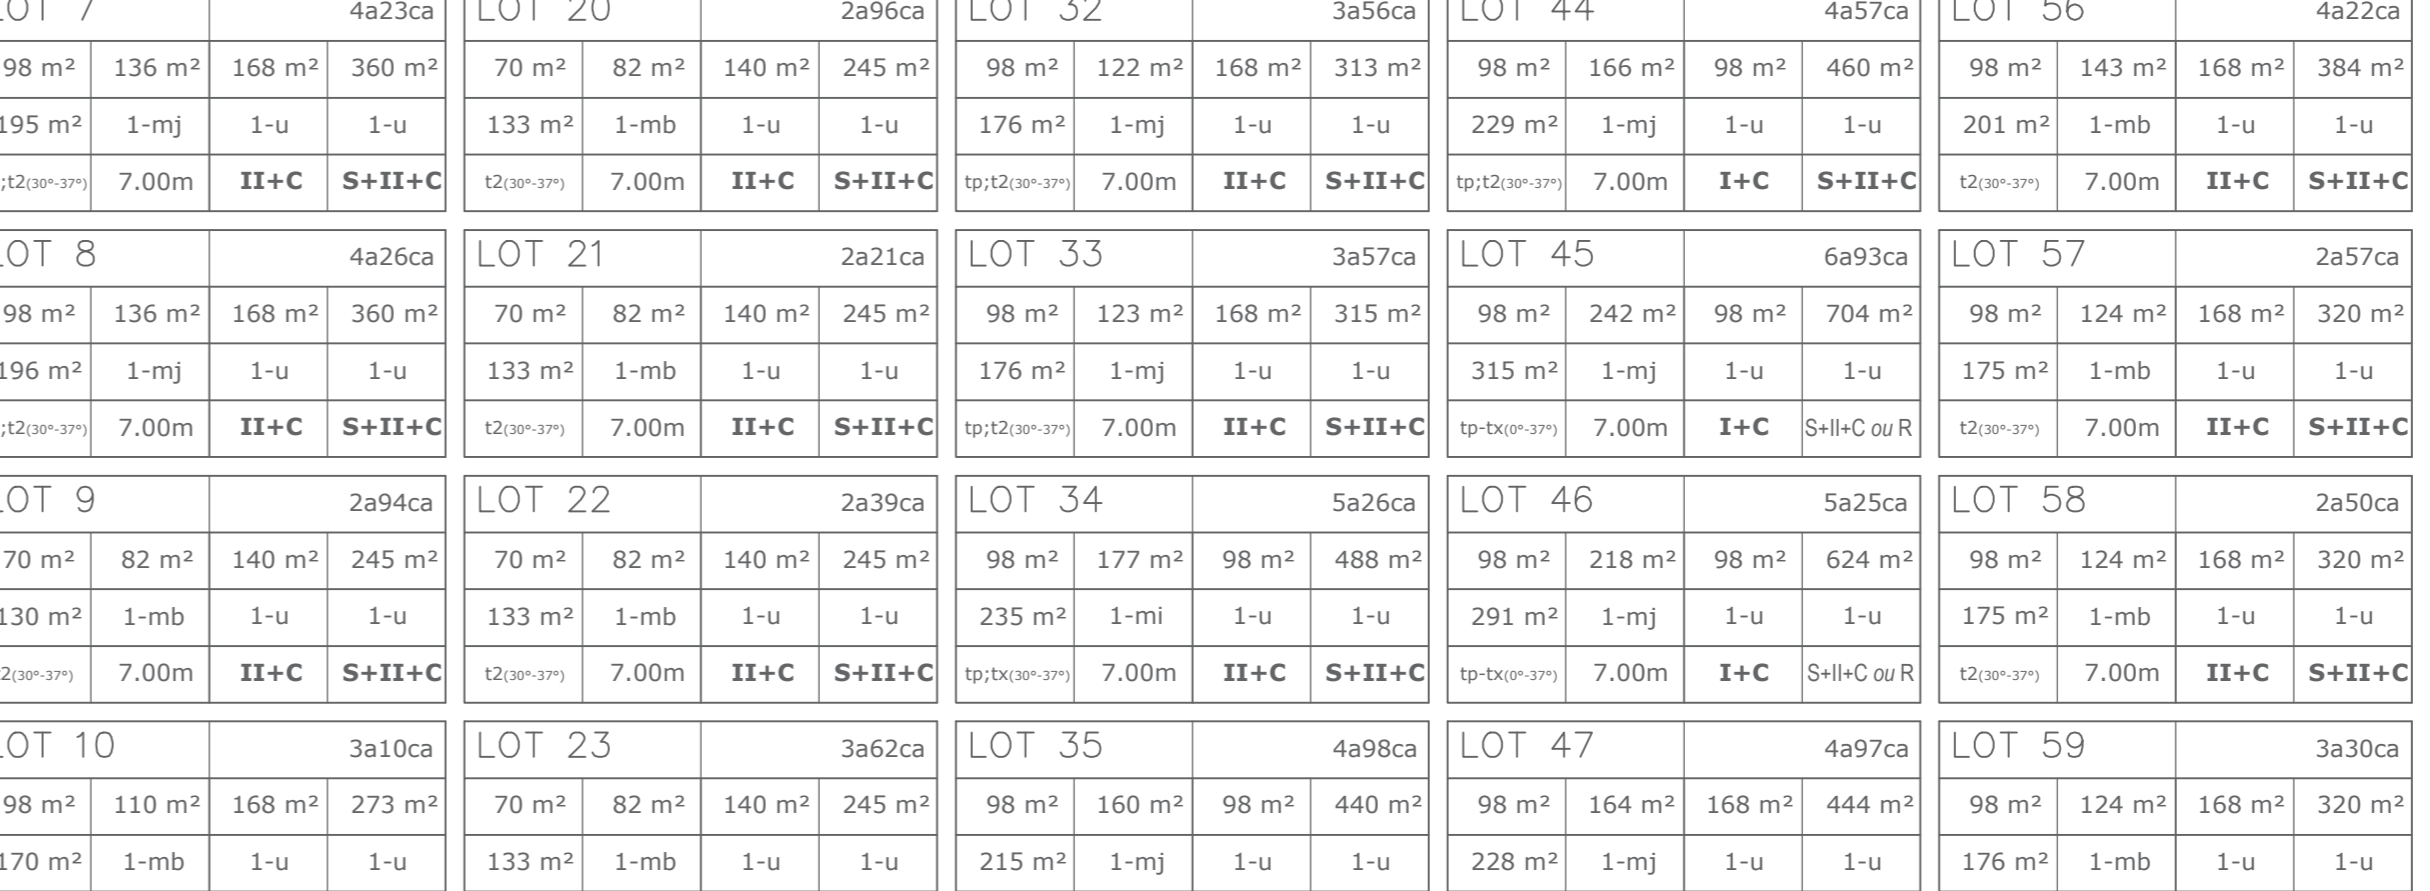 LOT 7 4a23ca
98 m² 136 m² 168 m² 360 m²
195 m² 1-mj 1-u 1-u
;t2(30°-37°) 7.00m II+C S+II+C
LOT 20 2a96ca
70 m² 82 m² 140 m² 245 m²
133 m² 1-mb 1-u 1-u
t2(30°-37°) 7.00m II+C S+II+C
LOT 32 3a56ca
98 m² 122 m² 168 m² 313 m²
176 m² 1-mj 1-u 1-u
tp;t2(30°-37°) 7.00m II+C S+II+C
LOT 44 4a57ca
98 m² 166 m² 98 m² 460 m²
229 m² 1-mj 1-u 1-u
tp;t2(30°-37°) 7.00m I+C S+II+C
LOT 56 4a22ca
98 m² 143 m² 168 m² 384 m²
201 m² 1-mb 1-u 1-u
t2(30°-37°) 7.00m II+C S+II+C
LOT 8 4a26ca
98 m² 136 m² 168 m² 360 m²
196 m² 1-mj 1-u 1-u
;t2(30°-37°) 7.00m II+C S+II+C
LOT 21 2a21ca
70 m² 82 m² 140 m² 245 m²
133 m² 1-mb 1-u 1-u
t2(30°-37°) 7.00m II+C S+II+C
LOT 33 3a57ca
98 m² 123 m² 168 m² 315 m²
176 m² 1-mj 1-u 1-u
tp;t2(30°-37°) 7.00m II+C S+II+C
LOT 45 6a93ca
98 m² 242 m² 98 m² 704 m²
315 m² 1-mj 1-u 1-u
tp-tx(0°-37°) 7.00m I+C S+II+C ou R
LOT 57 2a57ca
98 m² 124 m² 168 m² 320 m²
175 m² 1-mb 1-u 1-u
t2(30°-37°) 7.00m II+C S+II+C
LOT 9 2a94ca
70 m² 82 m² 140 m² 245 m²
130 m² 1-mb 1-u 1-u
t2(30°-37°) 7.00m II+C S+II+C
LOT 22 2a39ca
70 m² 82 m² 140 m² 245 m²
133 m² 1-mb 1-u 1-u
t2(30°-37°) 7.00m II+C S+II+C
LOT 34 5a26ca
98 m² 177 m² 98 m² 488 m²
235 m² 1-mi 1-u 1-u
tp;tx(30°-37°) 7.00m II+C S+II+C
LOT 46 5a25ca
98 m² 218 m² 98 m² 624 m²
291 m² 1-mj 1-u 1-u
tp-tx(0°-37°) 7.00m I+C S+II+C ou R
LOT 58 2a50ca
98 m² 124 m² 168 m² 320 m²
175 m² 1-mb 1-u 1-u
t2(30°-37°) 7.00m II+C S+II+C
LOT 10 3a10ca
98 m² 110 m² 168 m² 273 m²
170 m² 1-mb 1-u 1-u
LOT 23 3a62ca
70 m² 82 m² 140 m² 245 m²
133 m² 1-mb 1-u 1-u
LOT 35 4a98ca
98 m² 160 m² 98 m² 440 m²
215 m² 1-mj 1-u 1-u
LOT 47 4a97ca
98 m² 164 m² 168 m² 444 m²
228 m² 1-mj 1-u 1-u
LOT 59 3a30ca
98 m² 124 m² 168 m² 320 m²
176 m² 1-mb 1-u 1-u